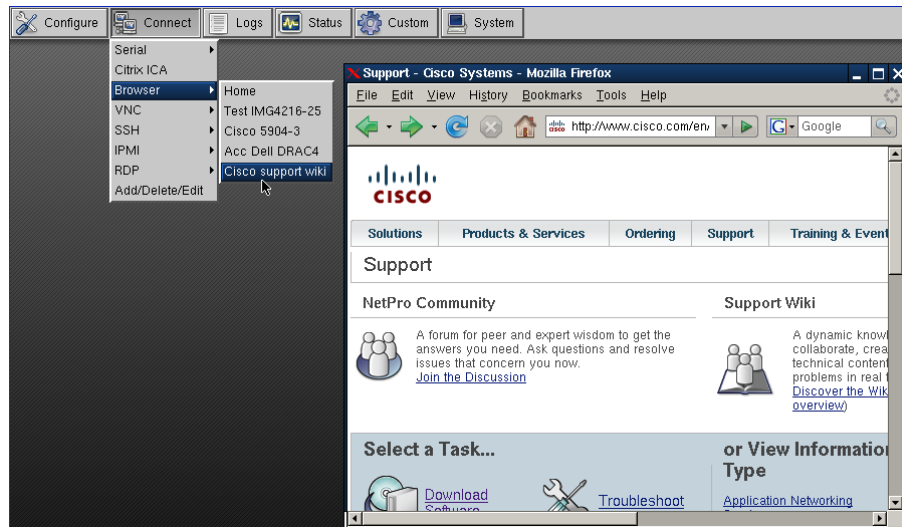 Configure Connect Logs Status Custom System
Serial
Citrix ICA
Browser
VNC
SSH
IPMI
RDP
Add/Delete/Edit
Home
Test IMG4216-25
Cisco 5904-3
Acc Dell DRAC4
Cisco support wiki
Support - Cisco Systems - Mozilla Firefox
File Edit View History Bookmarks Tools Help
http://www.cisco.com/en/ Google
CISCO
Solutions Products & Services Ordering Support Training & Event
Support
NetPro Community
A forum for peer and expert wisdom to get the
answers you need. Ask questions and resolve
issues that concern you now.
Join the Discussion
Support Wiki
A dynamic knowl
collaborate, crea
technical content
problems in real t
Discover the Wik
overview)
Select a Task...
Download
Software
Troubleshoot
or View Information
Type
Application Networking